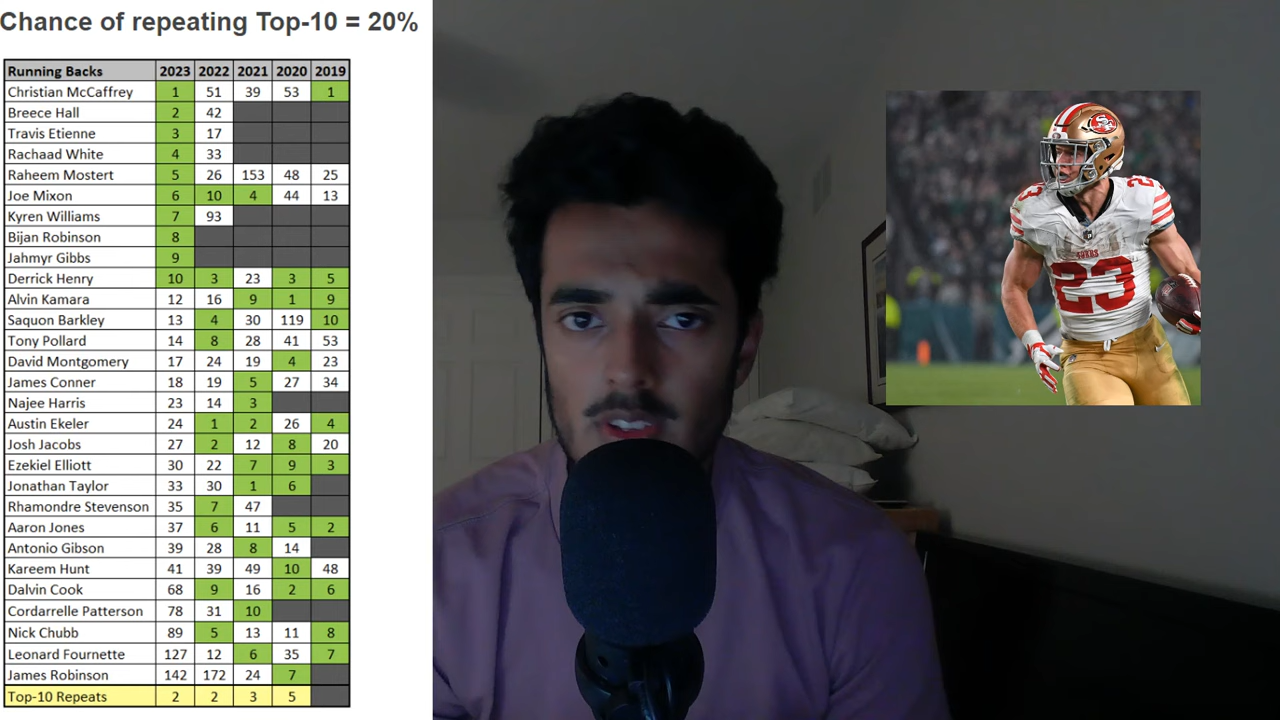 Chance of repeating Top-10 = 20%
Running Backs 2023 2022 2021 2020 2019
Christian McCaffrey 1 51 39 53 1
Breece Hall 2 42
Travis Etienne 3 17
Rachaad White 4 33
Raheem Mostert 5 26 153 48 25
Joe Mixon 6 10 4 44 13
Kyren Williams 7 93
Bijan Robinson 8
Jahmyr Gibbs 9
Derrick Henry 10 3 23 3 5
Alvin Kamara 12 16 9 1 9
Saquon Barkley 13 4 30 119 10
Tony Pollard 14 8 28 41 53
David Montgomery 17 24 19 4 23
James Conner 18 19 5 27 34
Najee Harris 23 14 3
Austin Ekeler 24 1 2 26 4
Josh Jacobs 27 2 12 8 20
Ezekiel Elliott 30 22 7 9 3
Jonathan Taylor 33 30 1 6
Rhamondre Stevenson 35 7 47
Aaron Jones 37 6 11 5 2
Antonio Gibson 39 28 8 14
Kareem Hunt 41 39 49 10 48
Dalvin Cook 68 9 16 2 6
Cordarrelle Patterson 78 31 10
Nick Chubb 89 5 13 11 8
Leonard Fournette 127 12 6 35 7
James Robinson 142 172 24 7
Top-10 Repeats 2 2 3 5
23